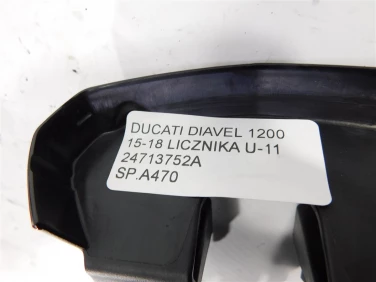 DUCATI DIAVEL 1200
15-18 LICZNIKA U-11
24713752A
SP.A470